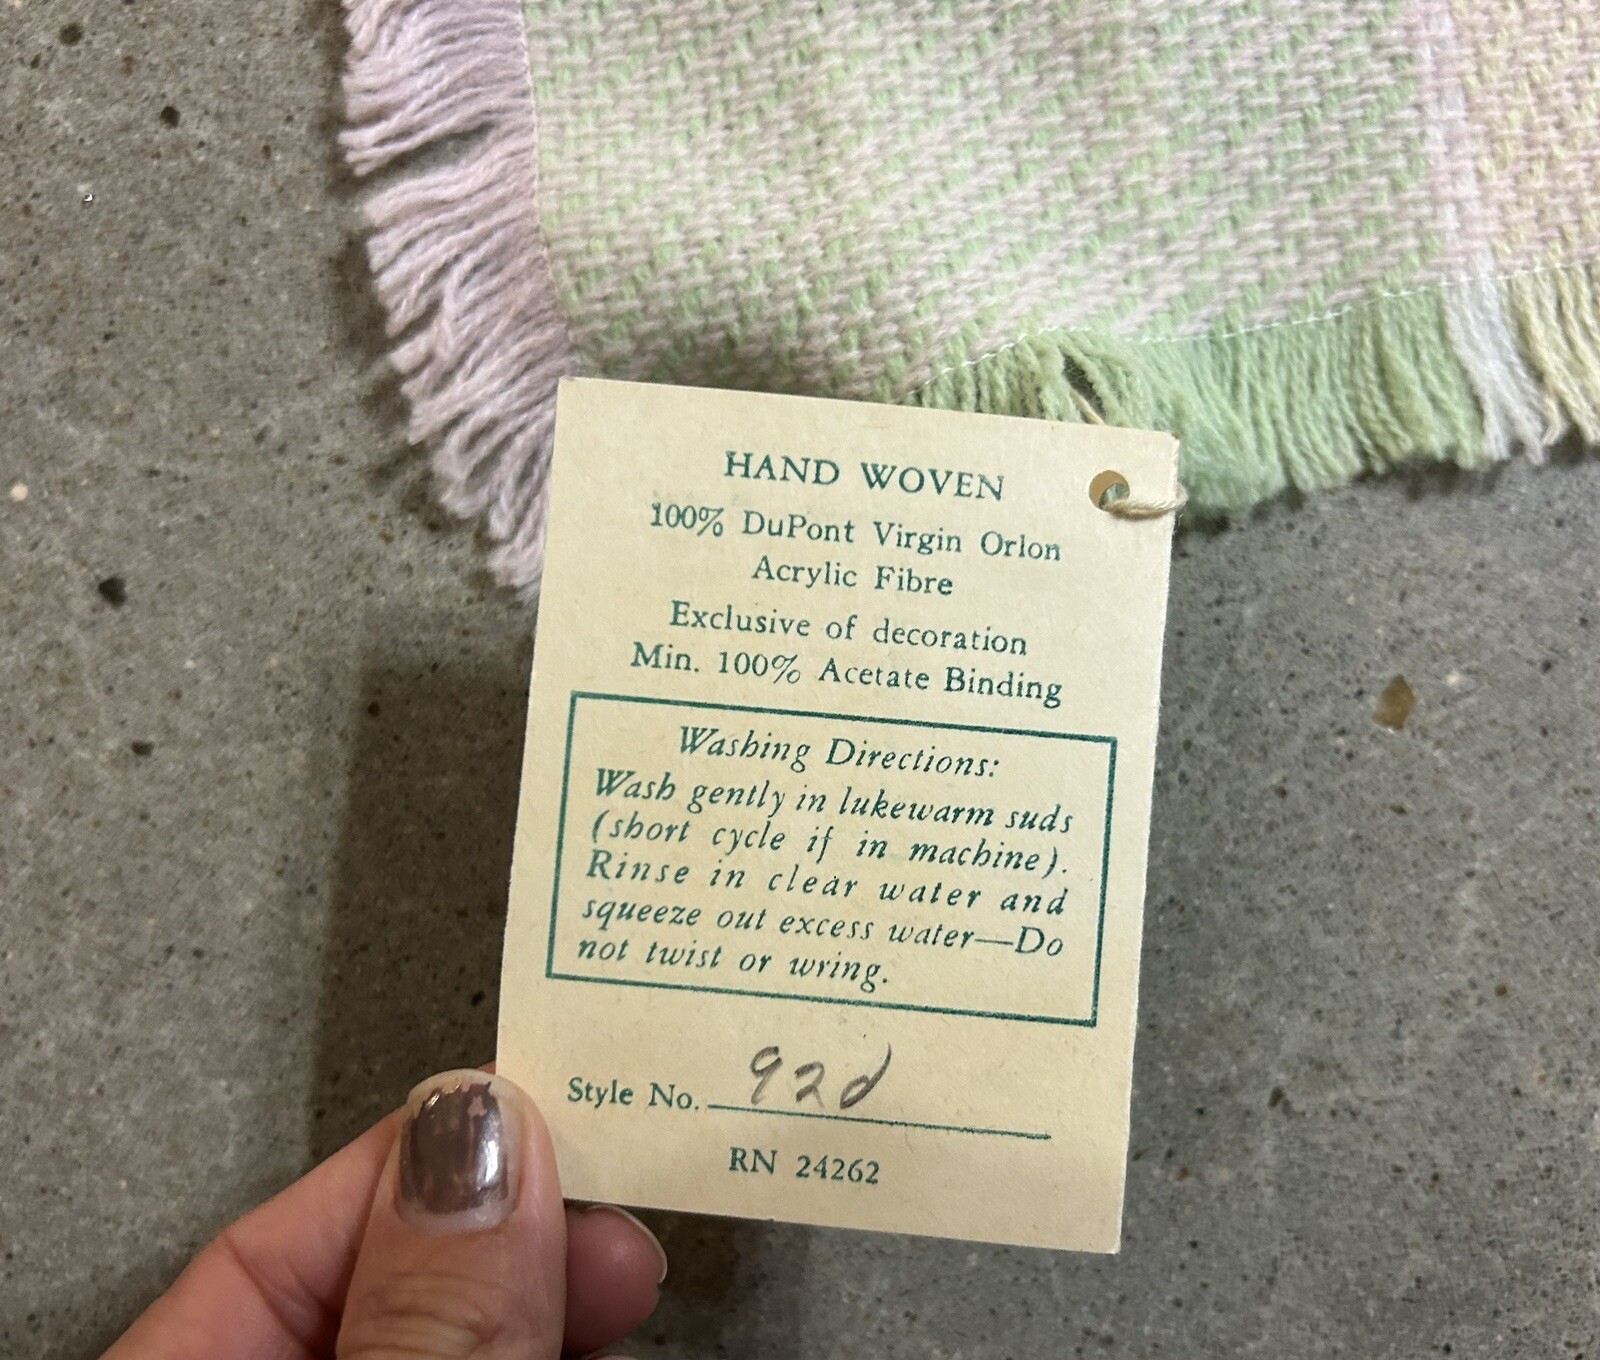 HAND WOVEN
100% DuPont Virgin Orlon
Acrylic Fibre
Exclusive of decoration
Min. 100% Acetate Binding
Washing Directions:
Wash gently in lukewarm suds
(short cycle if in machine).
Rinse in clear water and
squeeze out excess water—Do
not twist or wring.
Style No. 92d
RN 24262